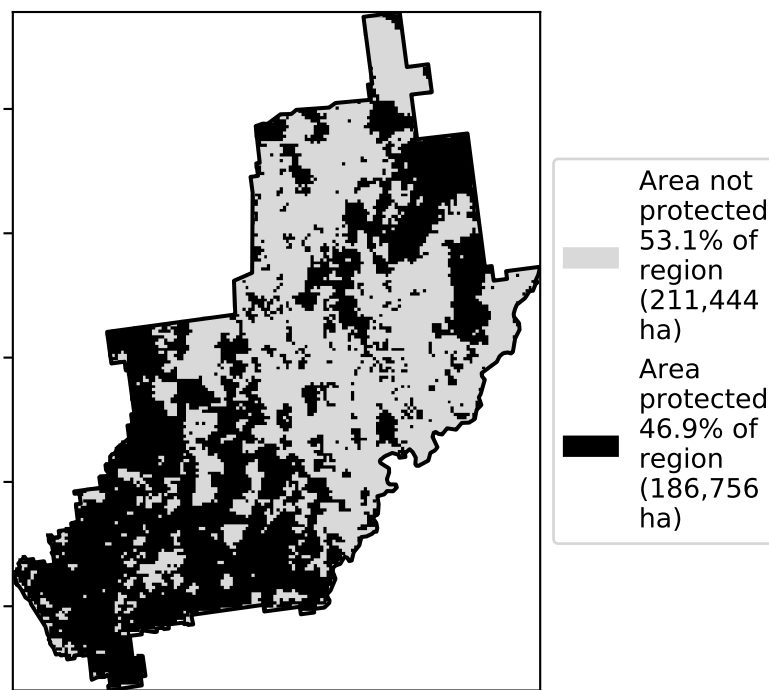 Area not
protected
53.1% of
region
(211,444
ha)
Area
protected
46.9% of
region
(186,756
ha)